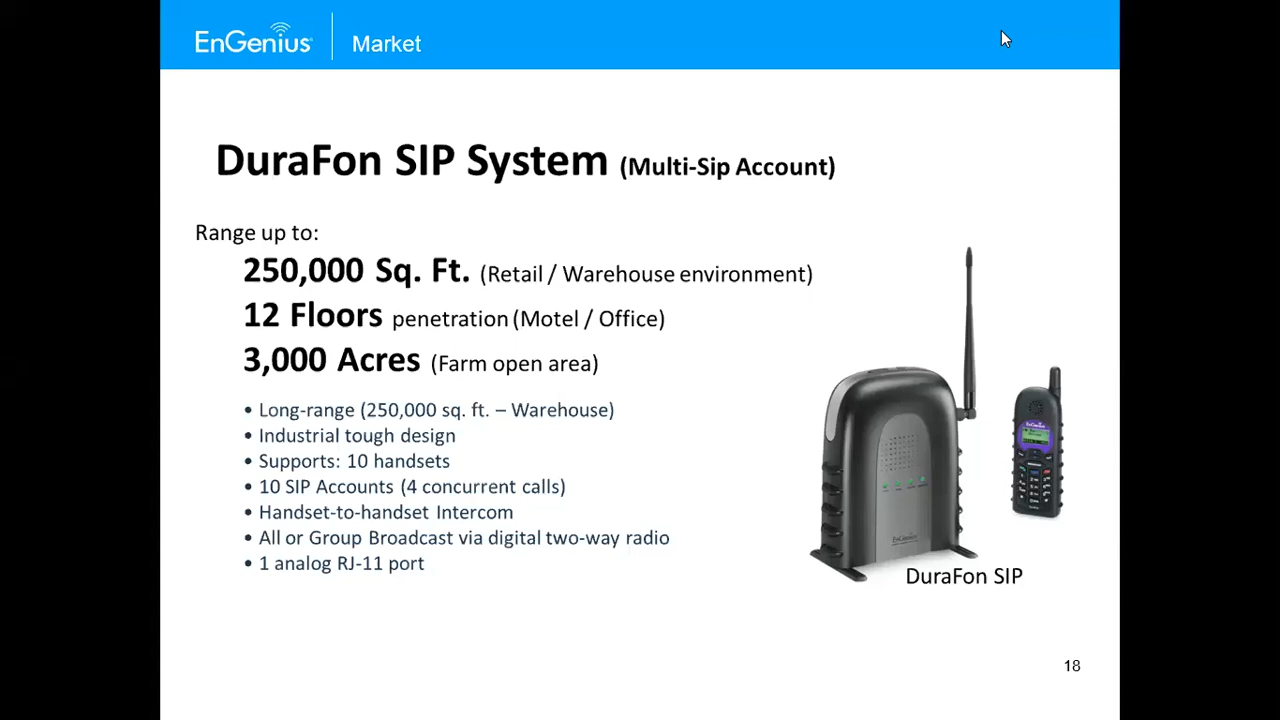 EnGenius
Market
DuraFon SIP System (Multi-Sip Account)
Range up to:
250,000 Sq. Ft. (Retail / Warehouse environment)
12 Floors penetration (Motel / Office)
3,000 Acres (Farm open area)
• Long-range (250,000 sq. ft. – Warehouse)
• Industrial tough design
• Supports: 10 handsets
• 10 SIP Accounts (4 concurrent calls)
• Handset-to-handset Intercom
• All or Group Broadcast via digital two-way radio
• 1 analog RJ-11 port
EnGenius
EnGenius
DuraFon SIP
18